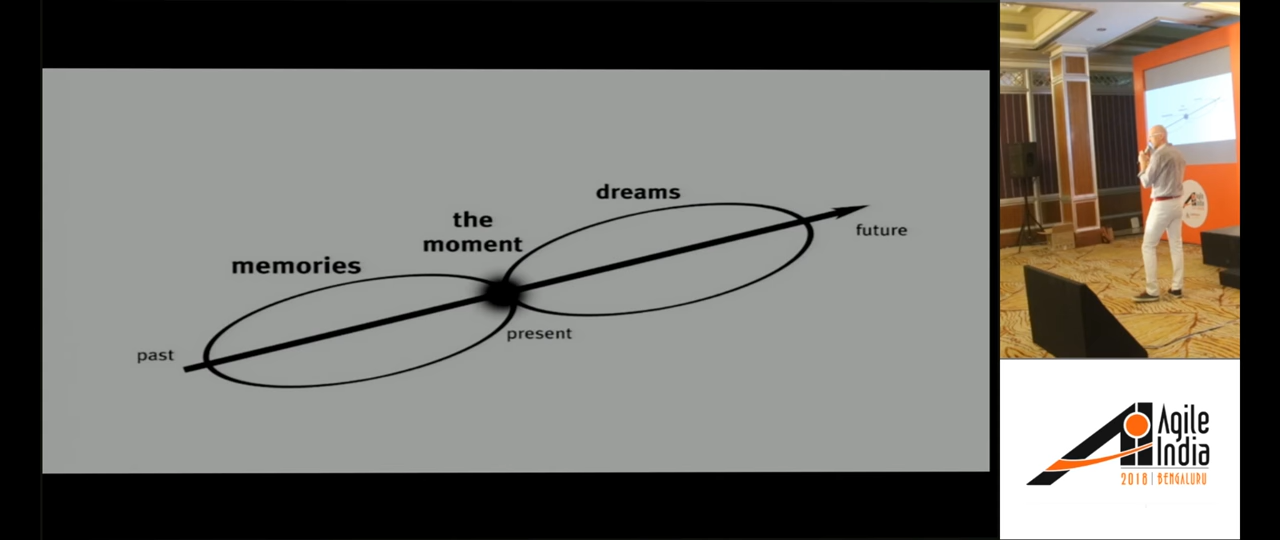 dreams
the
moment
future
memories
present
past
Agile
India
2018 | BENGALURU